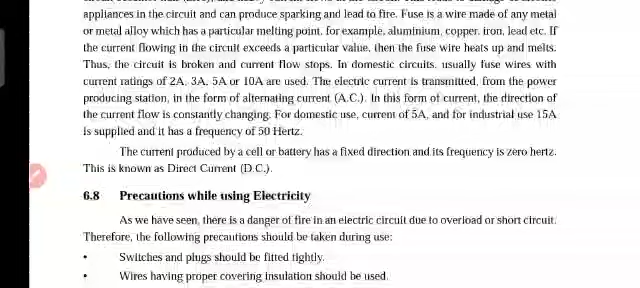 appliances in the circuit and can produce sparking and lead to fire. Fuse is a wire made of any metal
or metal alloy which has a particular melting point, for example, aluminium, copper, iron, lead etc. If
the current flowing in the circuit exceeds a particular value, then the fuse wire heats up and melts.
Thus, the circuit is broken and current flow stops. In domestic circuits, usually fuse wires with
current ratings of 2A, 3A, 5A or 10A are used. The electric current is transmitted, from the power
producing station, in the form of alternating current (A.C.). In this form of current, the direction of
the current flow is constantly changing. For domestic use, current of 5A, and for industrial use 15A
is supplied and it has a frequency of 50 Hertz.
The current produced by a cell or battery has a fixed direction and its frequency is zero hertz.
This is known as Direct Current (D.C.).
6.8 Precautions while using Electricity
As we have seen, there is a danger of fire in an electric circuit due to overload or short circuit.
Therefore, the following precautions should be taken during use:
• Switches and plugs should be fitted tightly.
• Wires having proper covering insulation should be used.